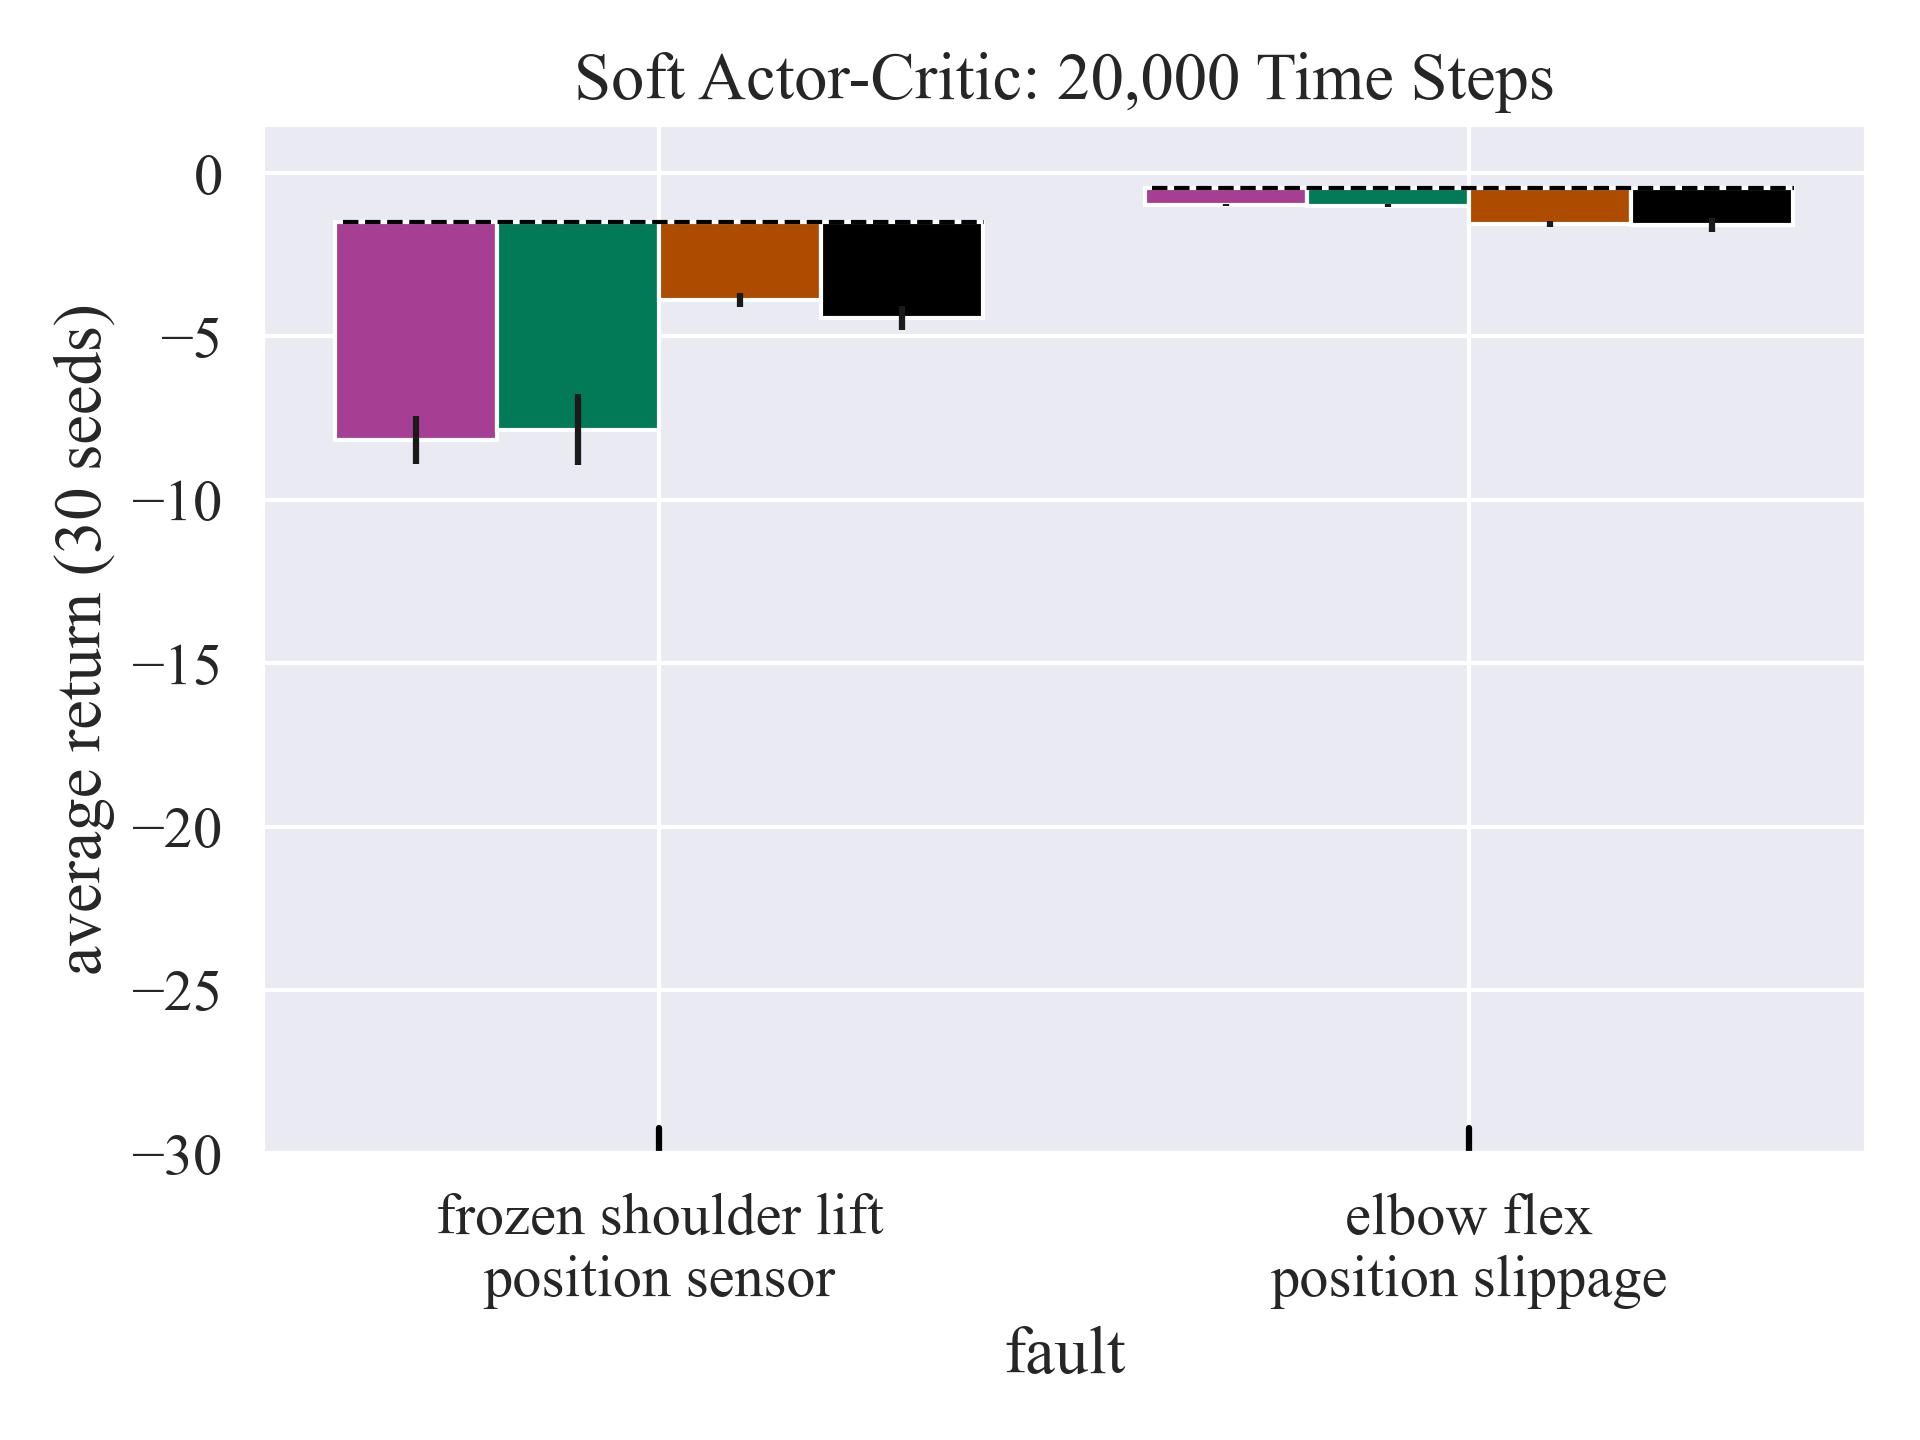 Soft Actor-Critic: 20,000 Time Steps
average return (30 seeds)
0
−5
−10
−15
−20
−25
−30
frozen shoulder lift
position sensor
elbow flex
position slippage
fault